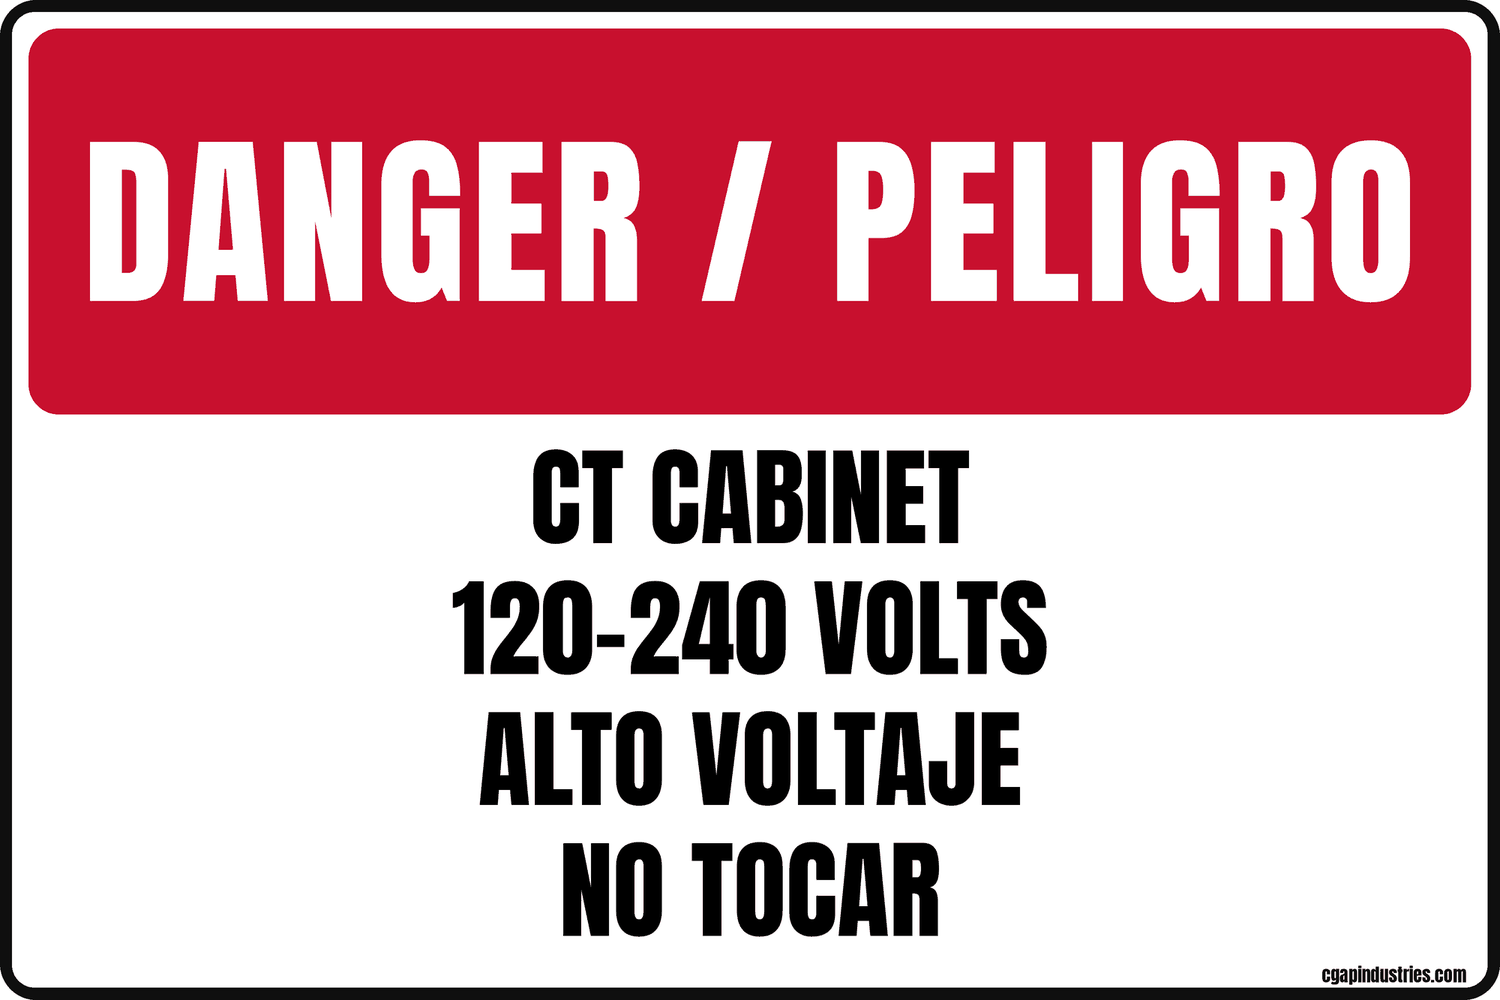 DANGER / PELIGRO
CT CABINET
120-240 VOLTS
ALTO VOLTAJE
NO TOCAR
cgapindustries.com